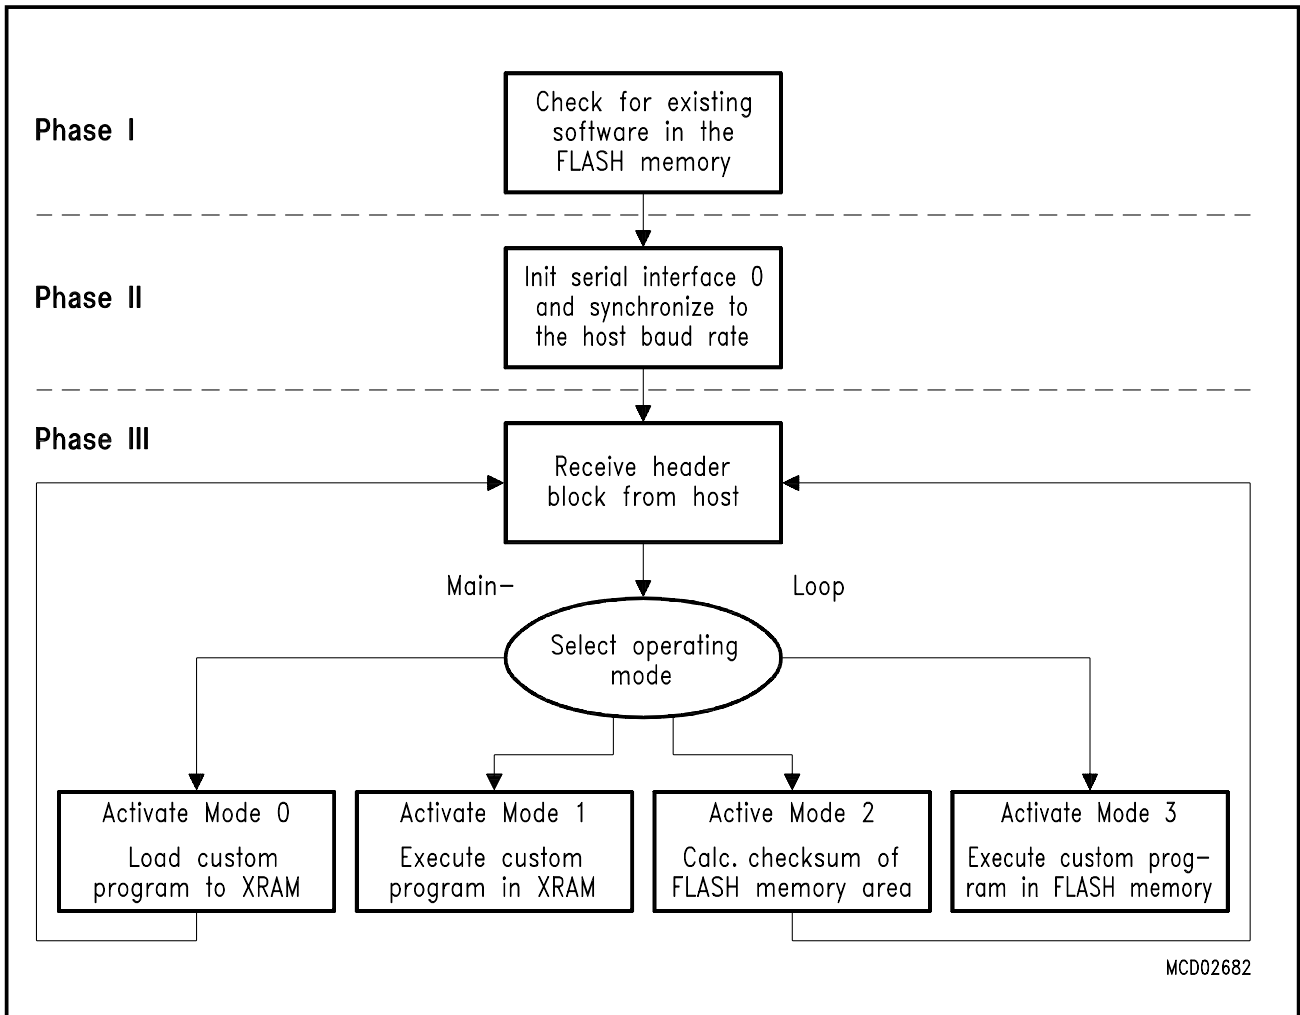 Phase I
Check for existing
software in the
FLASH memory
Phase II
Init serial interface 0
and synchronize to
the host baud rate
Phase III
Receive header
block from host
Main-
Loop
Select operating
mode
Activate Mode 0
Load custom
program to XRAM
Activate Mode 1
Execute custom
program in XRAM
Active Mode 2
Calc. checksum of
FLASH memory area
Activate Mode 3
Execute custom prog-
ram in FLASH memory
MCD02682